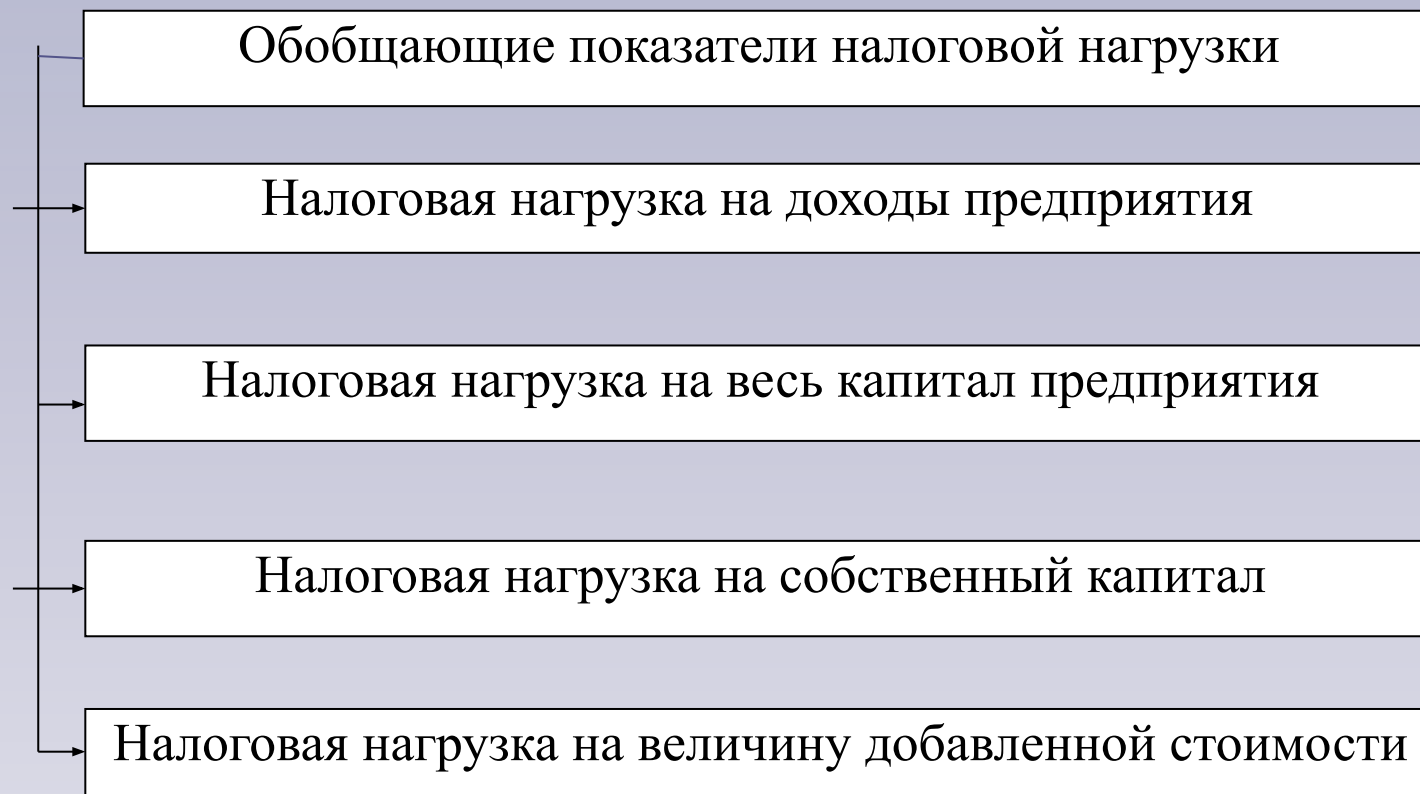 Обобщающие показатели налоговой нагрузки
Налоговая нагрузка на доходы предприятия
Налоговая нагрузка на весь капитал предприятия
Налоговая нагрузка на собственный капитал
Налоговая нагрузка на величину добавленной стоимости